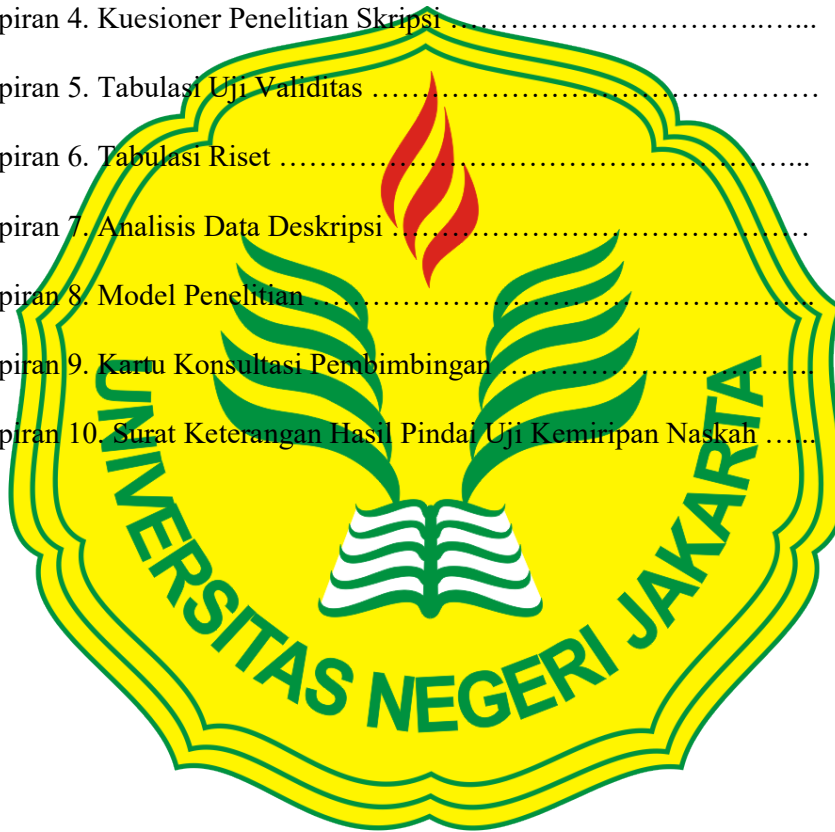 piran 4. Kuesioner Penelitian Skripsi ………………………..…...
piran 5. Tabulasi Uji Validitas ………………………………………
piran 6. Tabulasi Riset ……………………………………………...
piran 7. Analisis Data Deskripsi ……………………………………
piran 8. Model Penelitian …………………………………………..
piran 9. Kartu Konsultasi Pembimbingan …………………………..
piran 10. Surat Keterangan Hasil Pindai Uji Kemiripan Naskah …...
UNIVERSITAS NEGERI JAKARTA